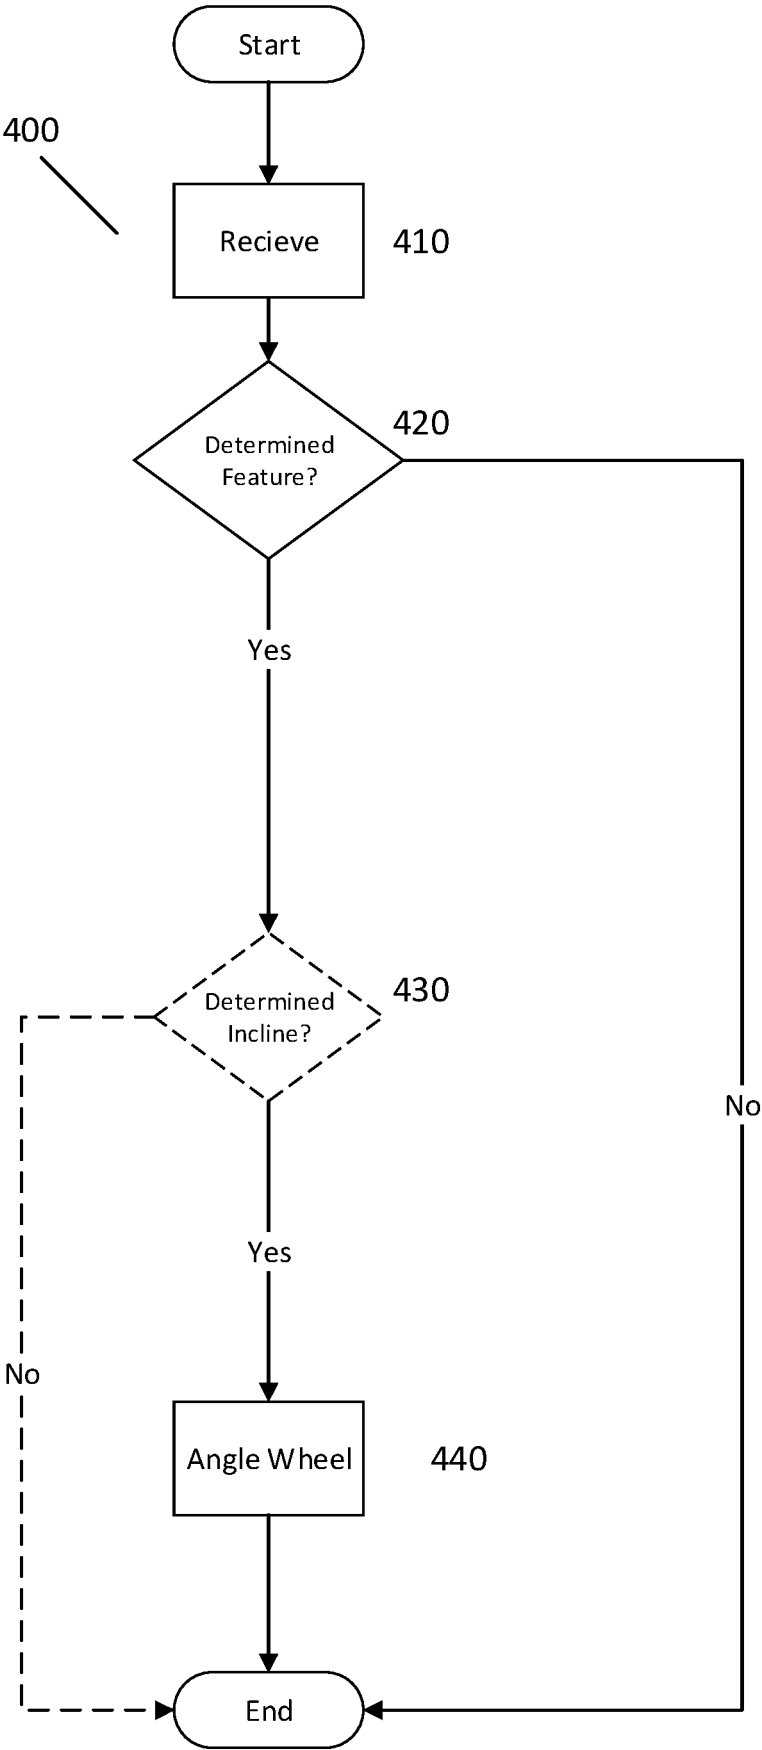 Start
400
Recieve
410
420
Determined
Feature?
Yes
430
Determined
Incline?
No
Yes
No
Angle Wheel
440
End